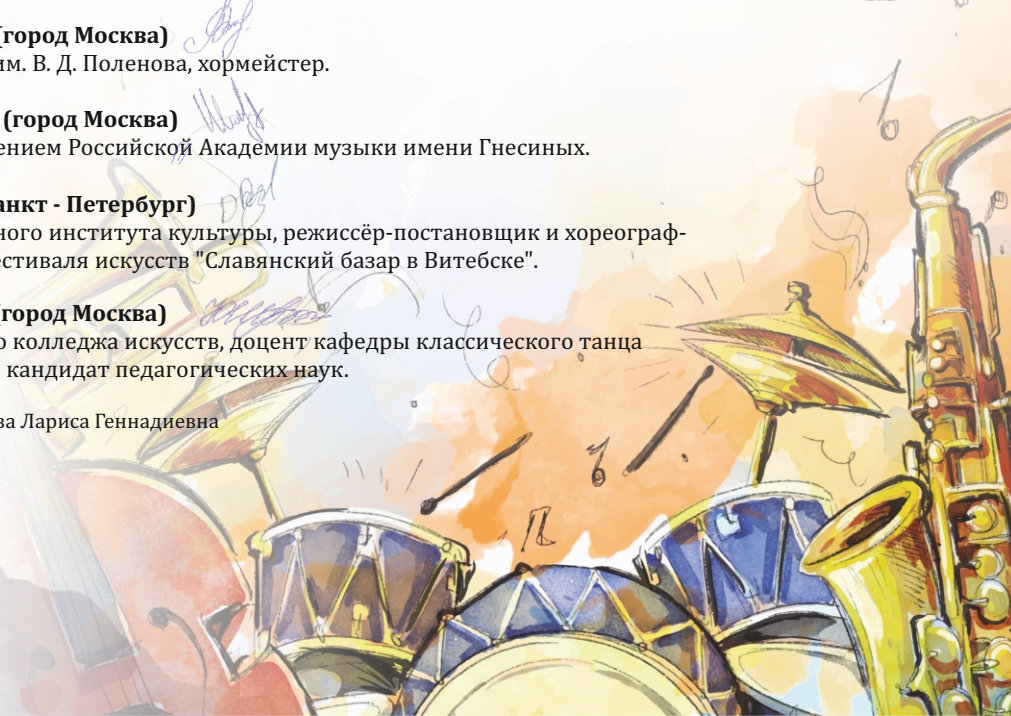 (город Москва)
им. В. Д. Поленова, хормейстер.
(город Москва)
ением Российской Академии музыки имени Гнесиных.
анкт - Петербург)
ного института культуры, режиссёр-постановщик и хореограф-
естиваля искусств "Славянский базар в Витебске".
(город Москва)
о колледжа искусств, доцент кафедры классического танца
кандидат педагогических наук.
ва Лариса Геннадиевна